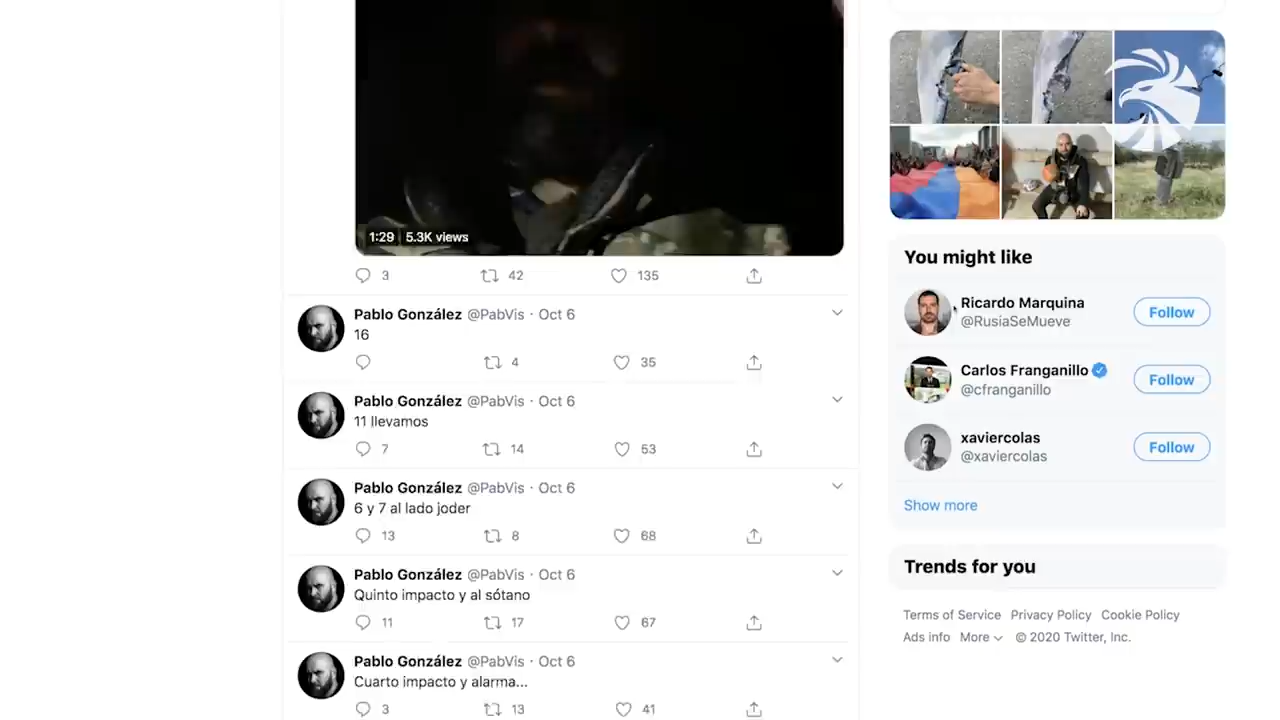 1:29 5.3K views
3 42 135
Pablo González @PabVis · Oct 6
16
4 35
Pablo González @PabVis · Oct 6
11 llevamos
7 14 53
Pablo González @PabVis · Oct 6
6 y 7 al lado joder
13 8 68
Pablo González @PabVis · Oct 6
Quinto impacto y al sótano
11 17 67
Pablo González @PabVis · Oct 6
Cuarto impacto y alarma...
3 13 41
You might like
Ricardo Marquina
@RusiaSeMueve
Follow
Carlos Franganillo
@cfranganillo
Follow
xaviercolas
@xaviercolas
Follow
Show more
Trends for you
Terms of Service Privacy Policy Cookie Policy
Ads info More © 2020 Twitter, Inc.